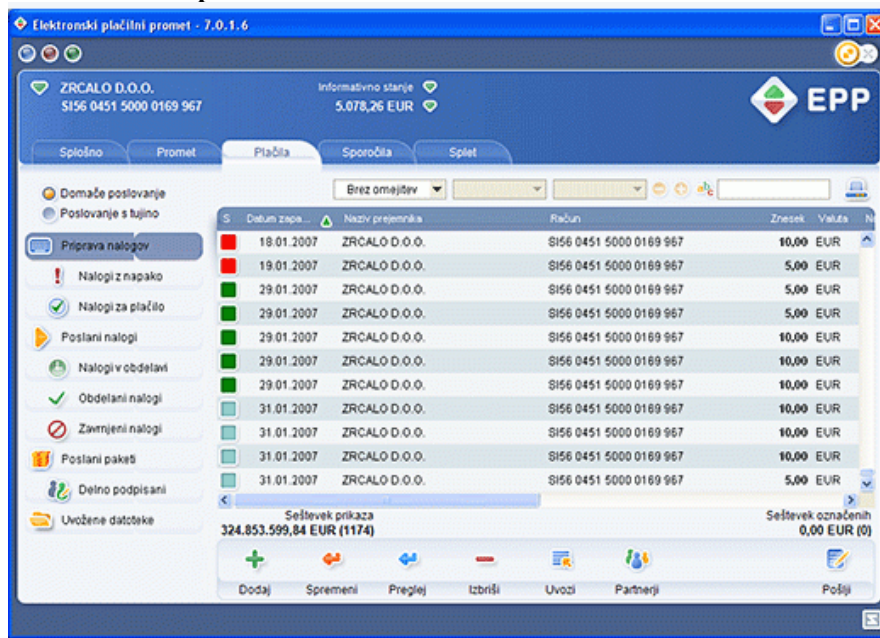 Elektronski plačilni promet - 7.0.1.6
ZRCALO D.O.O. Informativno stanje
SI56 0451 5000 0169 967 5.078,26 EUR
EPP
Splošno Promet Plačila Sporočila Splet
Domače poslovanje
Poslovanje s tujino
Brez omejitev abc
S Datum zapa... Naziv prejemnika Račun Znesek Valuta
Priprava nalogov
Nalogi z napako
Nalogi za plačilo
Poslani nalogi
Nalogi v obdelavi
Obdelani nalogi
Zavrnjeni nalogi
Poslani paketi
Delno podpisani
Uvožene datoteke
18.01.2007 ZRCALO D.O.O. SI56 0451 5000 0169 967 10,00 EUR
19.01.2007 ZRCALO D.O.O. SI56 0451 5000 0169 967 5,00 EUR
29.01.2007 ZRCALO D.O.O. SI56 0451 5000 0169 967 5,00 EUR
29.01.2007 ZRCALO D.O.O. SI56 0451 5000 0169 967 5,00 EUR
29.01.2007 ZRCALO D.O.O. SI56 0451 5000 0169 967 10,00 EUR
29.01.2007 ZRCALO D.O.O. SI56 0451 5000 0169 967 10,00 EUR
29.01.2007 ZRCALO D.O.O. SI56 0451 5000 0169 967 10,00 EUR
31.01.2007 ZRCALO D.O.O. SI56 0451 5000 0169 967 10,00 EUR
31.01.2007 ZRCALO D.O.O. SI56 0451 5000 0169 967 10,00 EUR
31.01.2007 ZRCALO D.O.O. SI56 0451 5000 0169 967 10,00 EUR
31.01.2007 ZRCALO D.O.O. SI56 0451 5000 0169 967 5,00 EUR
Seštevek prikaza Seštevek označenih
324.853.599,84 EUR (1174) 0,00 EUR (0)
Dodaj Spremeni Preglej Izbriši Uvozi Partnerji Pošlji